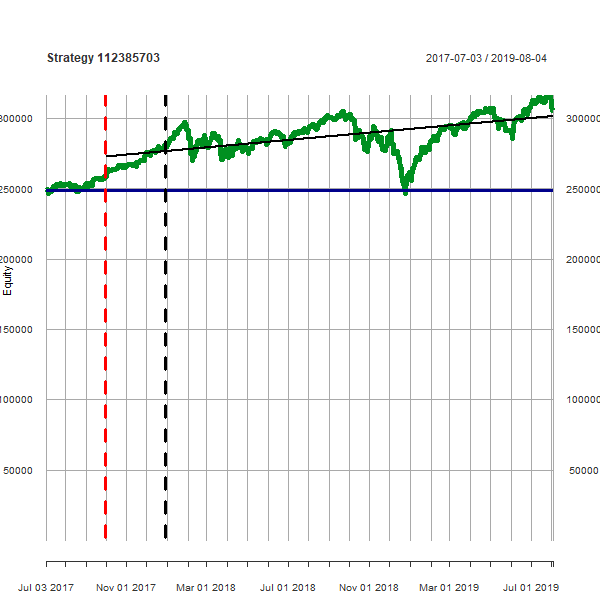 Strategy 112385703 2017-07-03 / 2019-08-04
300000 300000
250000 250000
200000 200000
Equity
150000 150000
100000 100000
50000 50000
Jul 03 2017 Nov 01 2017 Mar 01 2018 Jul 01 2018 Nov 01 2018 Mar 01 2019 Jul 01 2019